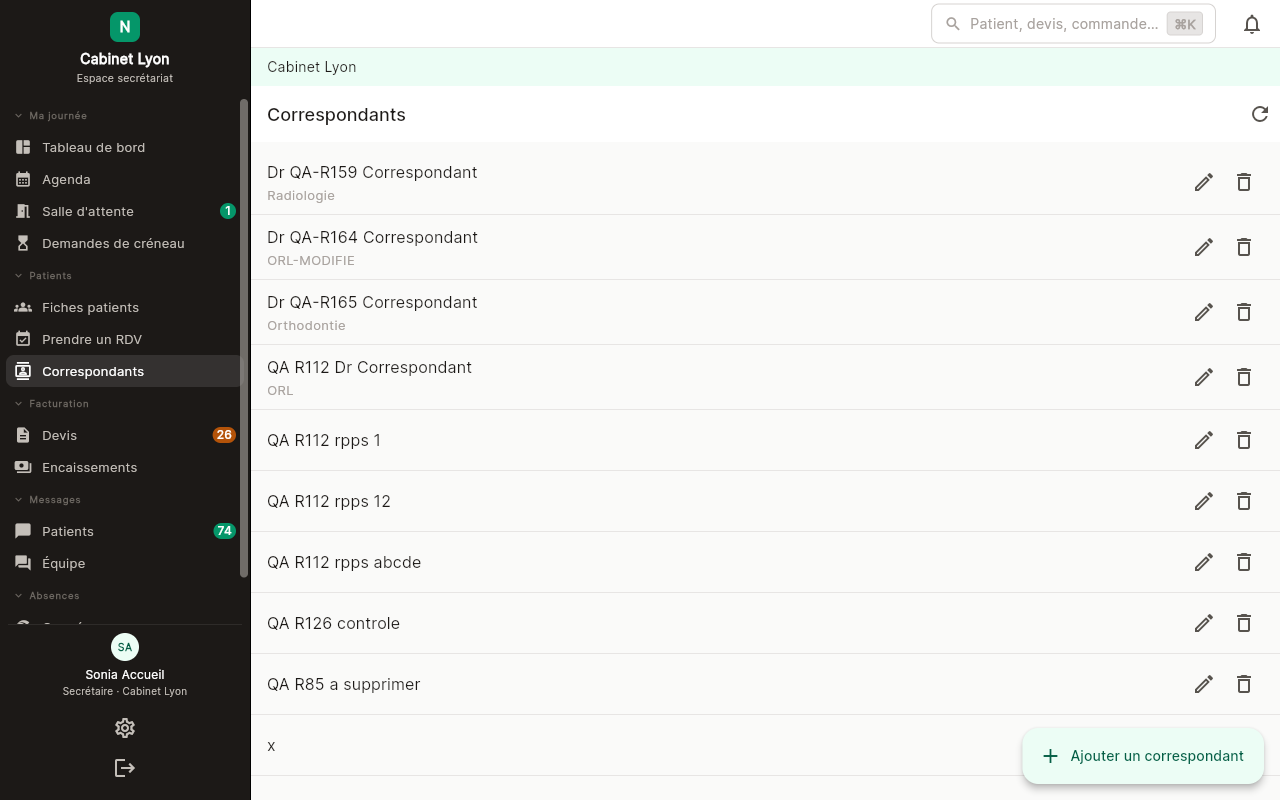 N
Cabinet Lyon
Espace secrétariat
Ma journée
Tableau de bord
Agenda
Salle d'attente 1
Demandes de créneau
Patients
Fiches patients
Prendre un RDV
Correspondants
Facturation
Devis 26
Encaissements
Messages
Patients 74
Équipe
Absences
SA
Sonia Accueil
Secrétaire · Cabinet Lyon
Patient, devis, commande... ⌘K
Cabinet Lyon
Correspondants
Dr QA-R159 Correspondant
Radiologie
Dr QA-R164 Correspondant
ORL-MODIFIE
Dr QA-R165 Correspondant
Orthodontie
QA R112 Dr Correspondant
ORL
QA R112 rpps 1
QA R112 rpps 12
QA R112 rpps abcde
QA R126 controle
QA R85 a supprimer
x
Ajouter un correspondant